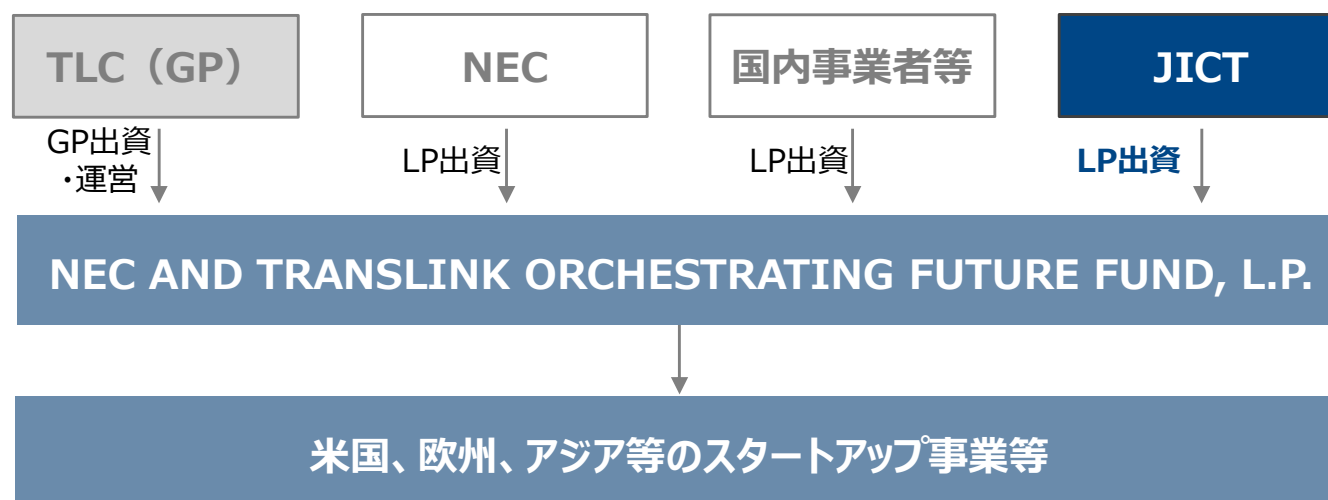 TLC（GP）
NEC
国内事業者等
JICT
GP出資
・運営
LP出資
LP出資
LP出資
NEC AND TRANSLINK ORCHESTRATING FUTURE FUND, L.P.
米国、欧州、アジア等のスタートアップ事業等